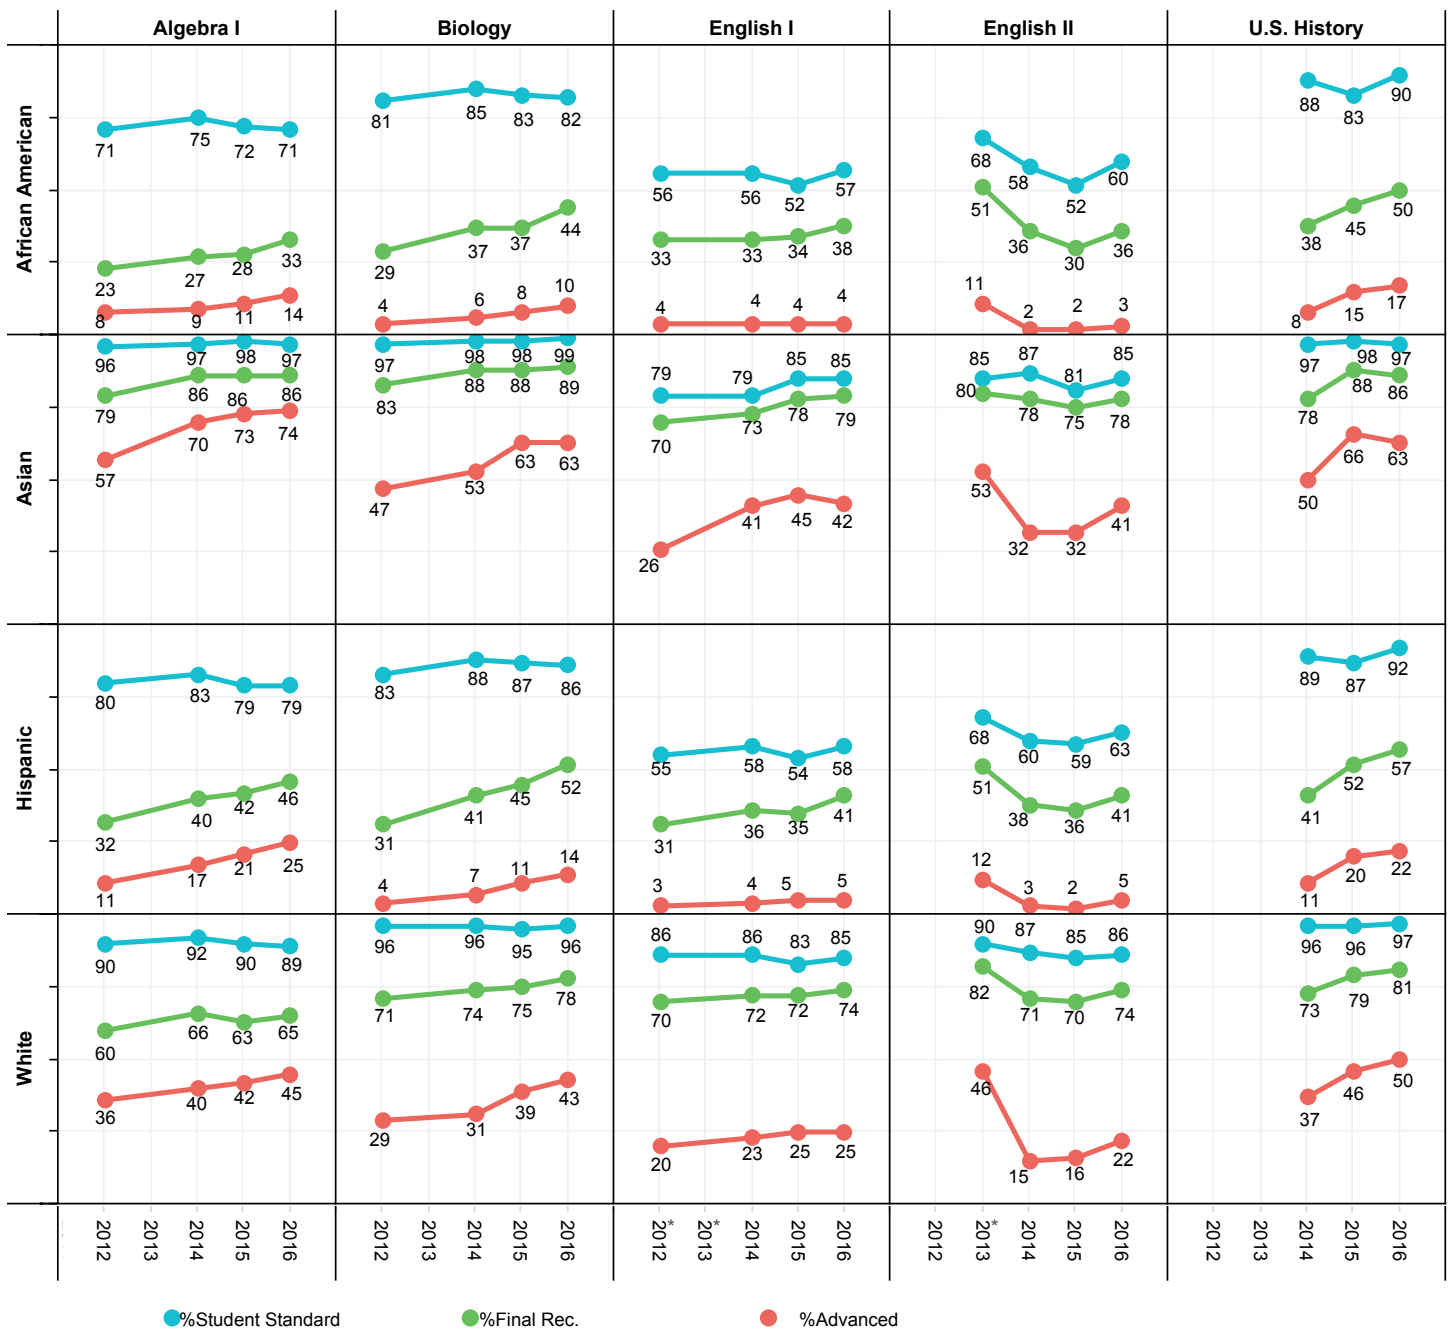 Algebra I Biology English I English II U.S. History
African American
71 75 72 71
23 27 28 33
8 9 11 14
81 85 83 82
29 37 37 44
4 6 8 10
56 56 52 57
33 33 34 38
4 4 4 4
68 58 52 60
51 36 30 36
11 2 2 3
88 83 90
38 45 50
8 15 17
Asian
96 97 98 97
79 86 86 86
57 70 73 74
97 98 98 99
83 88 88 89
47 53 63 63
79 79 85 85
70 73 78 79
26 41 45 42
85 87 81 85
80 78 75 78
53 32 32 41
97 98 97
78 88 86
50 66 63
Hispanic
80 83 79 79
32 40 42 46
11 17 21 25
83 88 87 86
31 41 45 52
4 7 11 14
55 58 54 58
31 36 35 41
3 4 5 5
68 60 59 63
51 38 36 41
12 3 2 5
89 87 92
41 52 57
11 20 22
White
90 92 90 89
60 66 63 65
36 40 42 45
96 96 95 96
71 74 75 78
29 31 39 43
86 86 83 85
70 72 72 74
20 23 25 25
90 87 85 86
82 71 70 74
46 15 16 22
96 96 97
73 79 81
37 46 50
2012 2013 2014 2015 2016 2012 2013 2014 2015 2016 2012* 2013* 2014 2015 2016 2012 2013* 2014 2015 2016 2012 2013 2014 2015 2016
%Student Standard %Final Rec. %Advanced